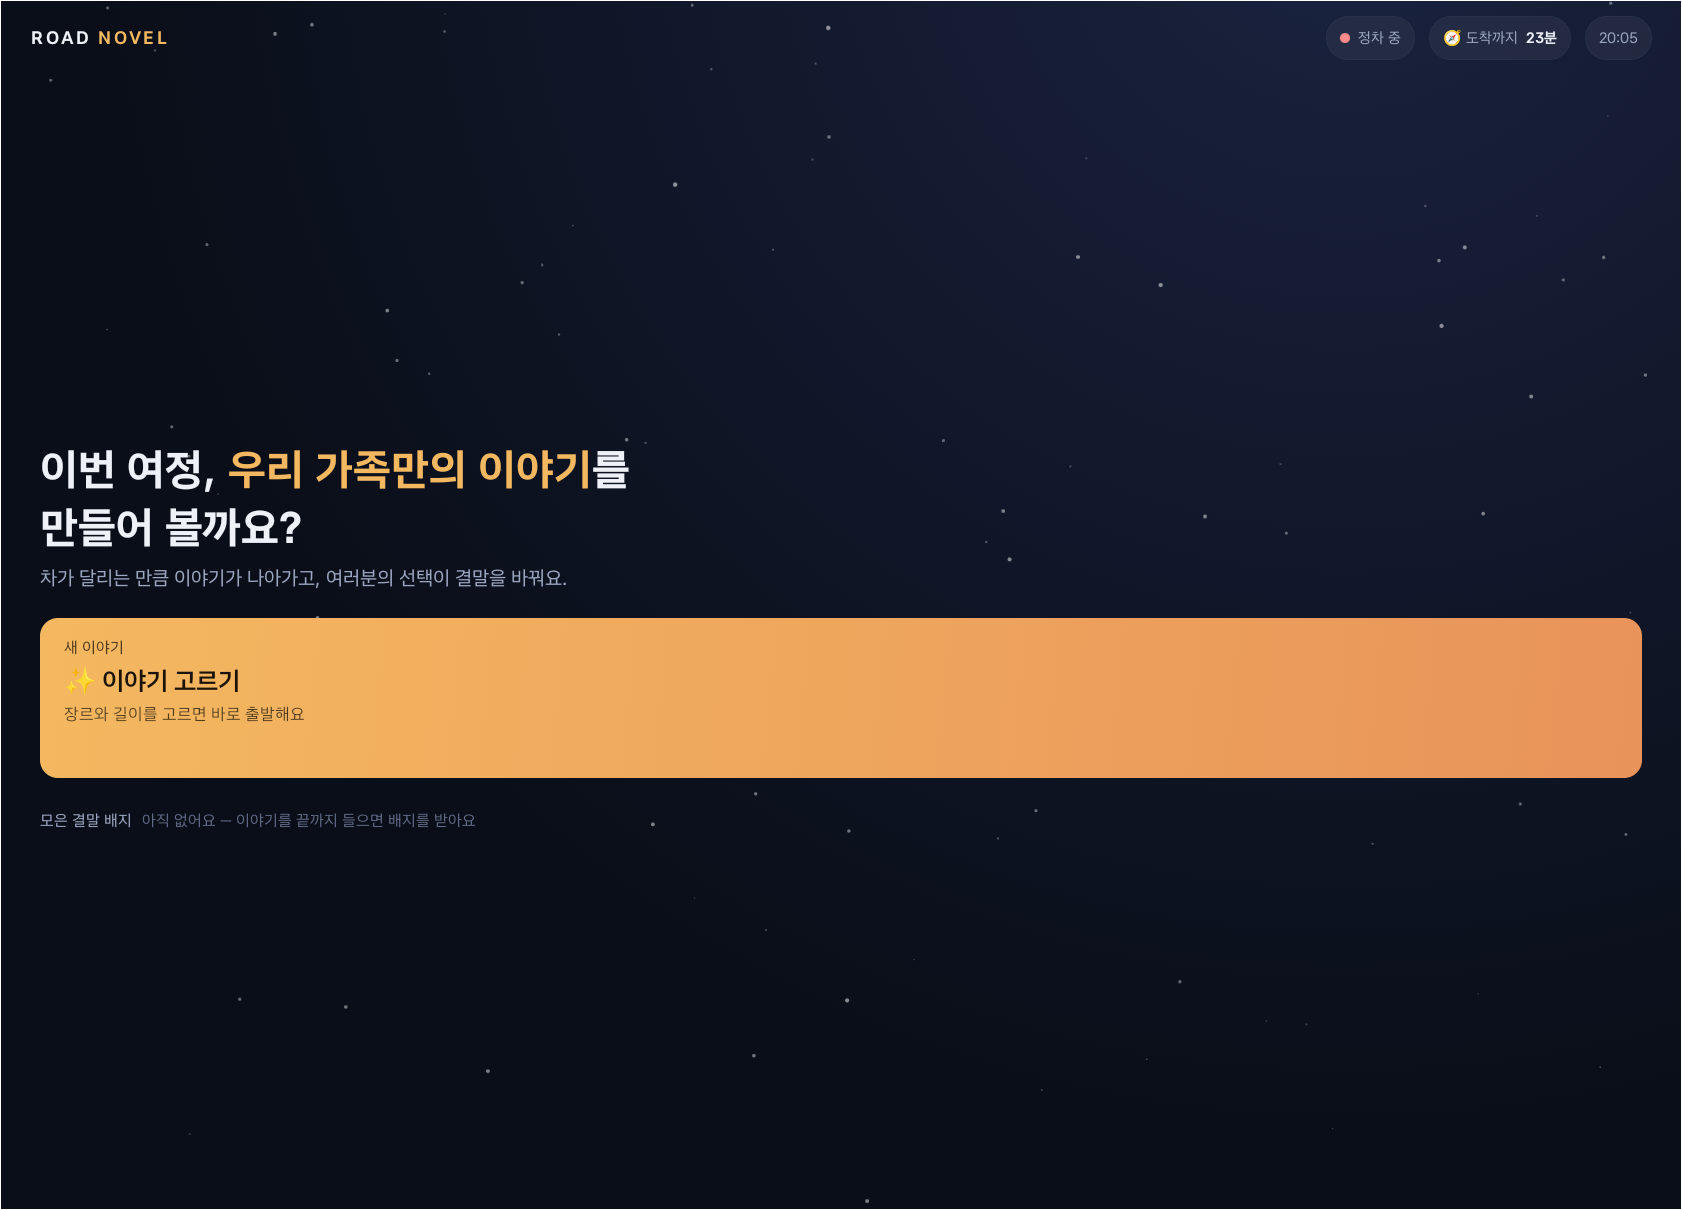 ROAD NOVEL
정차 중
🧭 도착까지 23분
20:05
이번 여정, 우리 가족만의 이야기를
만들어 볼까요?
차가 달리는 만큼 이야기가 나아가고, 여러분의 선택이 결말을 바꿔요.
새 이야기
✨ 이야기 고르기
장르와 길이를 고르면 바로 출발해요
모은 결말 배지 아직 없어요 — 이야기를 끝까지 들으면 배지를 받아요